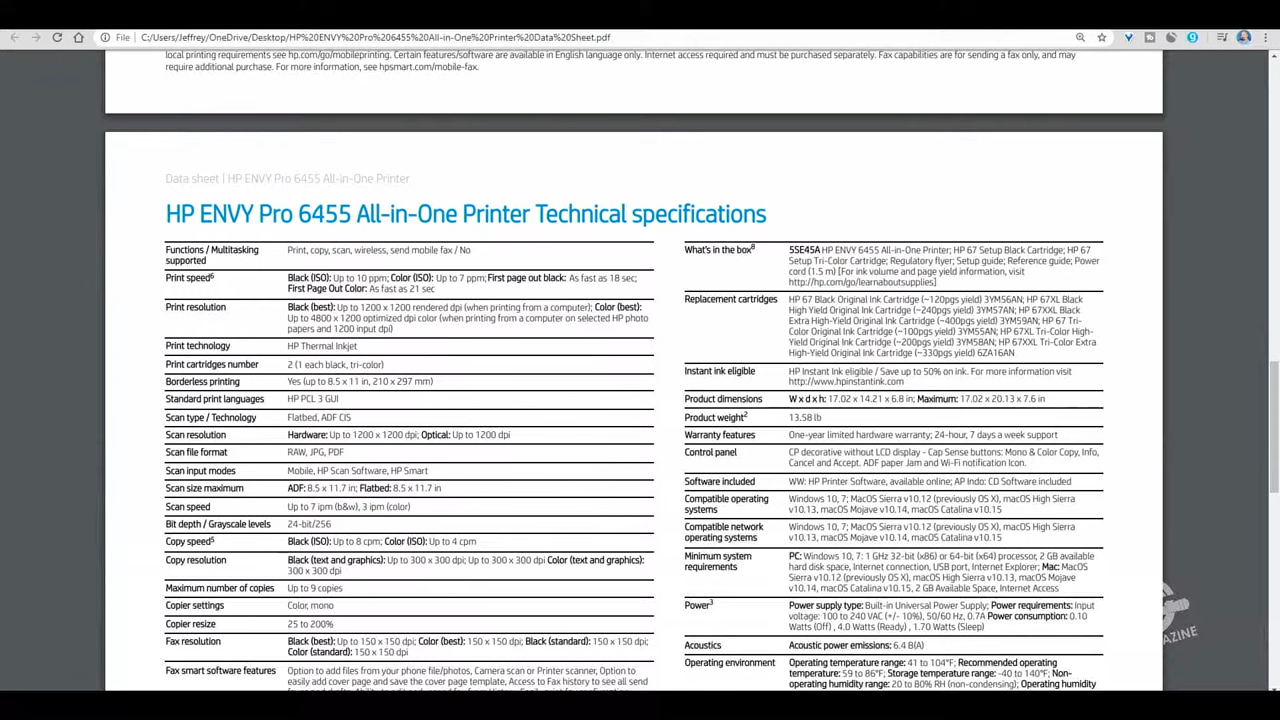 File
C:/Users/Jeffrey/OneDrive/Desktop/HP%20ENVY%20Pro%206455%20All-in-One%20Printer%20Data%20Sheet.pdf
local printing requirements see hp.com/go/mobileprinting. Certain features/software are available in English language only. Internet access required and must be purchased separately. Fax capabilities are for sending a fax only, and may
require additional purchase. For more information, see hpsmart.com/mobile-fax.
Data sheet | HP ENVY Pro 6455 All-in-One Printer
HP ENVY Pro 6455 All-in-One Printer Technical specifications
Functions / Multitasking
supported
Print, copy, scan, wireless, send mobile fax / No
Print speed6
Black (ISO): Up to 10 ppm; Color (ISO): Up to 7 ppm; First page out black: As fast as 18 sec;
First Page Out Color: As fast as 21 sec
Print resolution
Black (best): Up to 1200 x 1200 rendered dpi (when printing from a computer); Color (best):
Up to 4800 x 1200 optimized dpi color (when printing from a computer on selected HP photo
papers and 1200 input dpi)
Print technology
HP Thermal Inkjet
Print cartridges number
2 (1 each black, tri-color)
Borderless printing
Yes (up to 8.5 x 11 in, 210 x 297 mm)
Standard print languages
HP PCL 3 GUI
Scan type / Technology
Flatbed, ADF CIS
Scan resolution
Hardware: Up to 1200 x 1200 dpi; Optical: Up to 1200 dpi
Scan file format
RAW, JPG, PDF
Scan input modes
Mobile, HP Scan Software, HP Smart
Scan size maximum
ADF: 8.5 x 11.7 in; Flatbed: 8.5 x 11.7 in
Scan speed
Up to 7 ipm (b&w), 3 ipm (color)
Bit depth / Grayscale levels
24-bit/256
Copy speed5
Black (ISO): Up to 8 cpm; Color (ISO): Up to 4 cpm
Copy resolution
Black (text and graphics): Up to 300 x 300 dpi; Up to 300 x 300 dpi Color (text and graphics):
300 x 300 dpi
Maximum number of copies
Up to 9 copies
Copier settings
Color, mono
Copier resize
25 to 200%
Fax resolution
Black (best): Up to 150 x 150 dpi; Color (best): 150 x 150 dpi; Black (standard): 150 x 150 dpi;
Color (standard): 150 x 150 dpi
Fax smart software features
Option to add files from your phone file/photos, Camera scan or Printer scanner, Option to
easily add cover page and save the cover page template, Access to Fax history to see all send
What's in the box8
5SE45A HP ENVY 6455 All-in-One Printer; HP 67 Setup Black Cartridge; HP 67
Setup Tri-Color Cartridge; Regulatory flyer; Setup guide; Reference guide; Power
cord (1.5 m) [For ink volume and page yield information, visit
http://hp.com/go/learnaboutsupplies]
Replacement cartridges
HP 67 Black Original Ink Cartridge (~120pgs yield) 3YM56AN; HP 67XL Black
High Yield Original Ink Cartridge (~240pgs yield) 3YM57AN; HP 67XXL Black
Extra High-Yield Original Ink Cartridge (~400pgs yield) 3YM59AN; HP 67 Tri-
Color Original Ink Cartridge (~100pgs yield) 3YM55AN; HP 67XL Tri-Color High-
Yield Original Ink Cartridge (~200pgs yield) 3YM58AN; HP 67XXL Tri-Color Extra
High-Yield Original Ink Cartridge (~330pgs yield) 6ZA16AN
Instant ink eligible
HP Instant Ink eligible / Save up to 50% on ink. For more information visit
http://www.hpinstantink.com
Product dimensions
W x d x h: 17.02 x 14.21 x 6.8 in; Maximum: 17.02 x 20.13 x 7.6 in
Product weight2
13.58 lb
Warranty features
One-year limited hardware warranty; 24-hour, 7 days a week support
Control panel
CP decorative without LCD display - Cap Sense buttons: Mono & Color Copy, Info,
Cancel and Accept. ADF paper Jam and Wi-Fi notification Icon.
Software included
WW: HP Printer Software, available online; AP Indo: CD Software included
Compatible operating
systems
Windows 10, 7; MacOS Sierra v10.12 (previously OS X), macOS High Sierra
v10.13, macOS Mojave v10.14, macOS Catalina v10.15
Compatible network
operating systems
Windows 10, 7; MacOS Sierra v10.12 (previously OS X), macOS High Sierra
v10.13, macOS Mojave v10.14, macOS Catalina v10.15
Minimum system
requirements
PC: Windows 10, 7: 1 GHz 32-bit (x86) or 64-bit (x64) processor, 2 GB available
hard disk space, Internet connection, USB port, Internet Explorer; Mac: MacOS
Sierra v10.12 (previously OS X), macOS High Sierra v10.13, macOS Mojave
v10.14, macOS Catalina v10.15, 2 GB Available Space, Internet Access
Power3
Power supply type: Built-in Universal Power Supply; Power requirements: Input
voltage: 100 to 240 VAC (+/- 10%), 50/60 Hz, 0.7A Power consumption: 0.10
Watts (Off) , 4.0 Watts (Ready) , 1.70 Watts (Sleep)
Acoustics
Acoustic power emissions: 6.4 B(A)
Operating environment
Operating temperature range: 41 to 104°F; Recommended operating
temperature: 59 to 86°F; Storage temperature range: -40 to 140°F; Non-
operating humidity range: 20 to 80% RH (non-condensing); Operating humidity